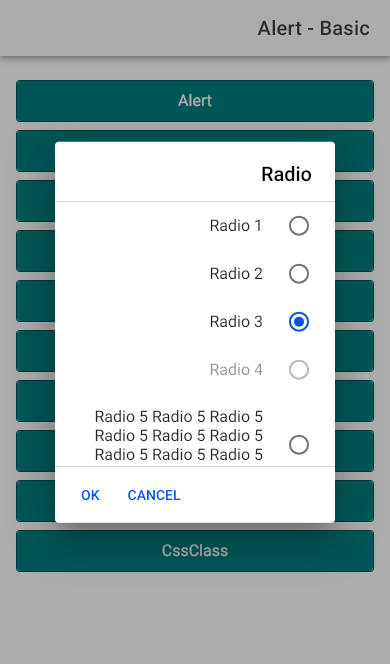 Alert - Basic
Alert
Radio
Radio 1
Radio 2
Radio 3
Radio 4
Radio 5 Radio 5 Radio 5
Radio 5 Radio 5 Radio 5
Radio 5 Radio 5 Radio 5
OK
CANCEL
CssClass